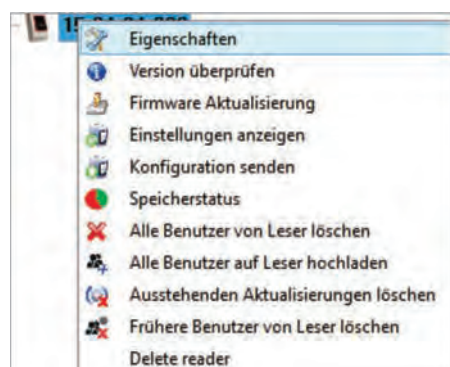 Eigenschaften
Version überprüfen
Firmware Aktualisierung
Einstellungen anzeigen
Konfiguration senden
Speicherstatus
Alle Benutzer von Leser löschen
Alle Benutzer auf Leser hochladen
Ausstehenden Aktualisierungen löschen
Frühere Benutzer von Leser löschen
Delete reader